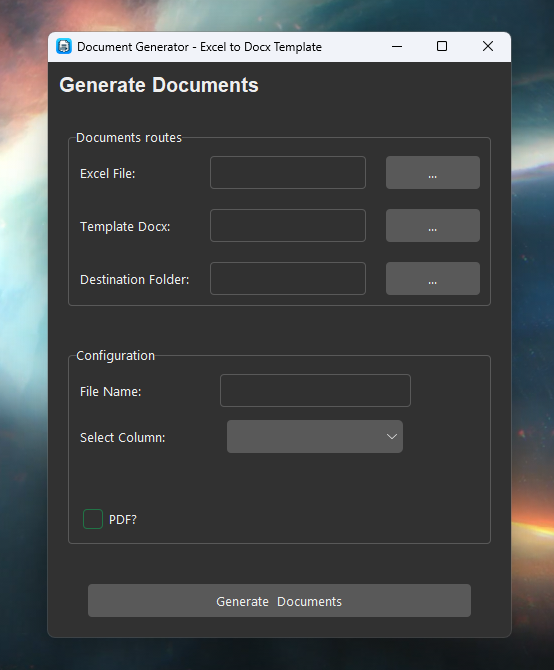 Document Generator - Excel to Docx Template
Generate Documents
Documents routes
Excel File:
...
Template Docx:
...
Destination Folder:
...
Configuration
File Name:
Select Column:
PDF?
Generate  Documents